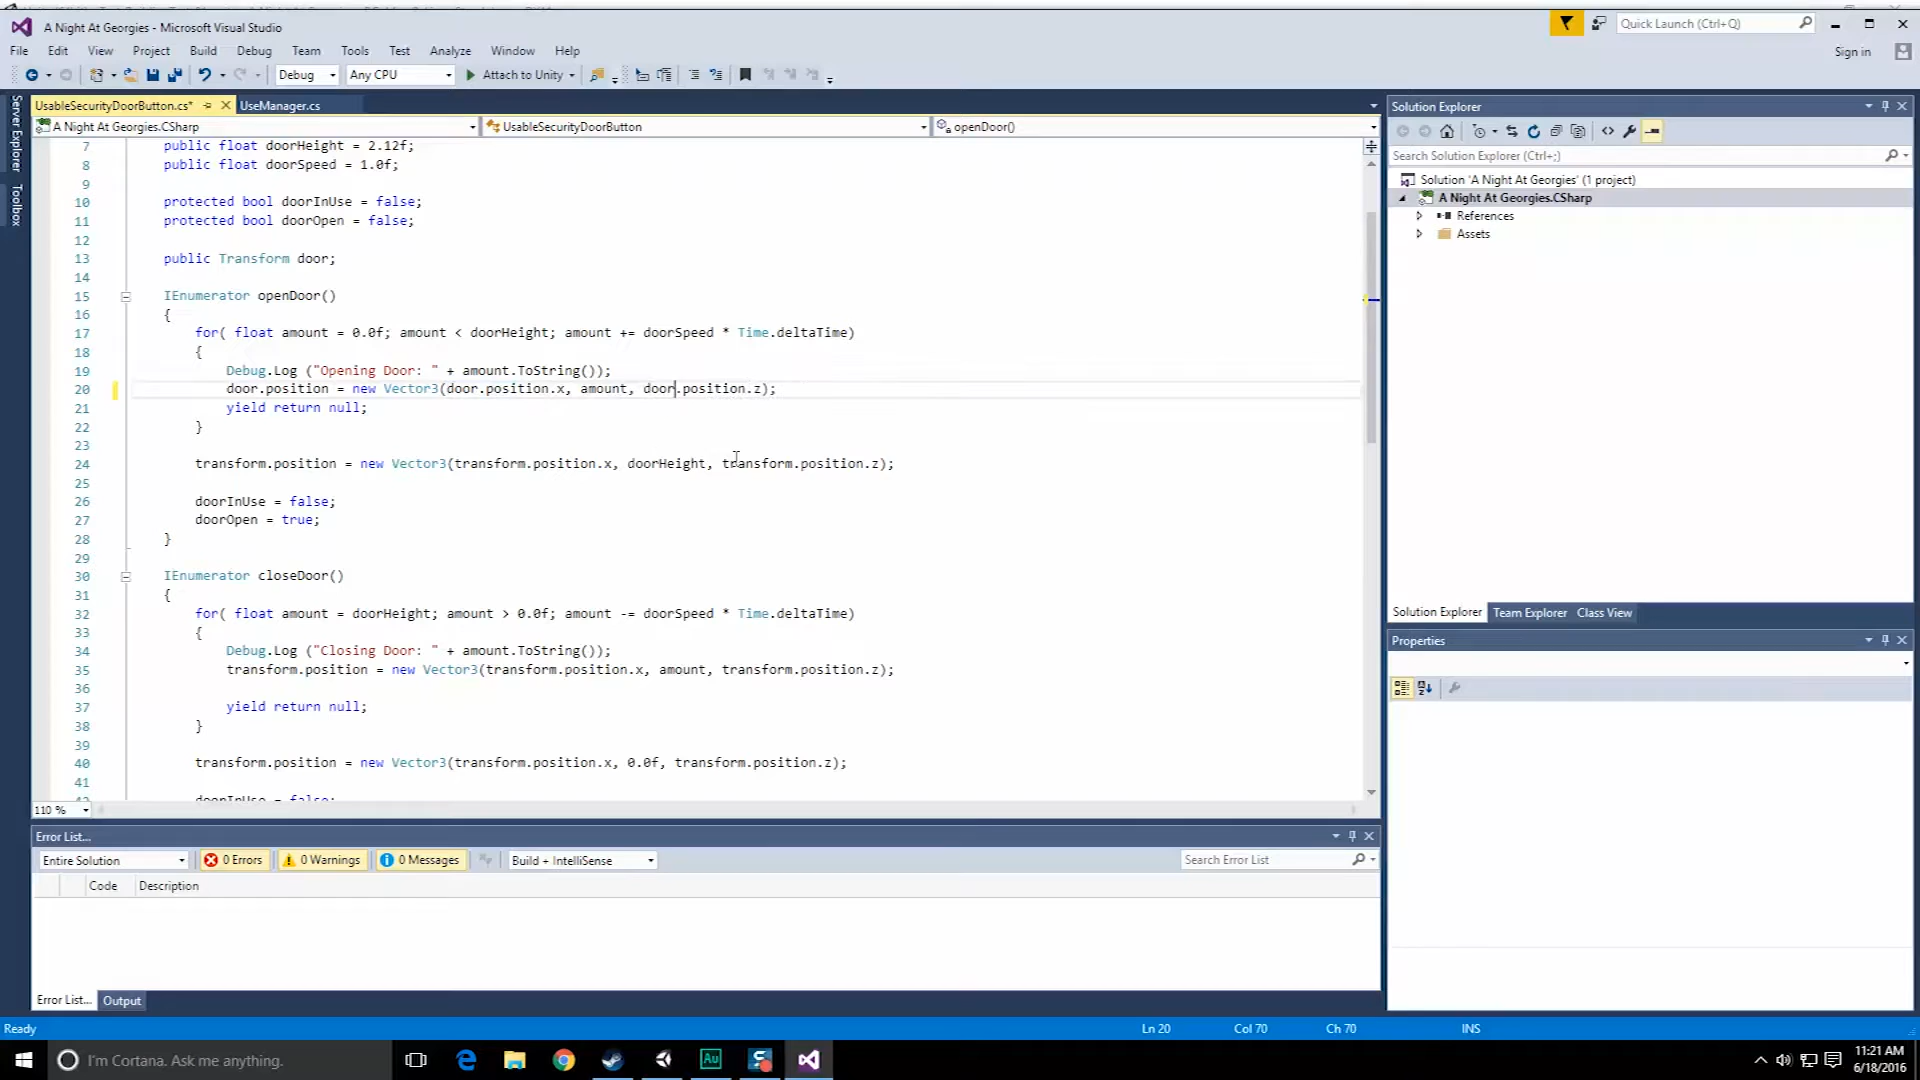 A Night At Georgies - Microsoft Visual Studio
Quick Launch (Ctrl+Q)
File Edit View Project Build Debug Team Tools Test Analyze Window Help
Sign in
Debug Any CPU Attach to Unity
Server Explorer
Toolbox
UsableSecurityDoorButton.cs* UseManager.cs
A Night At Georgies.CSharp UsableSecurityDoorButton openDoor()
7 public float doorHeight = 2.12f;
8 public float doorSpeed = 1.0f;
9
10 protected bool doorInUse = false;
11 protected bool doorOpen = false;
12
13 public Transform door;
14
15 IEnumerator openDoor()
16 {
17 for( float amount = 0.0f; amount < doorHeight; amount += doorSpeed * Time.deltaTime)
18 {
19 Debug.Log ("Opening Door: " + amount.ToString());
20 door.position = new Vector3(door.position.x, amount, door.position.z);
21 yield return null;
22 }
23
24 transform.position = new Vector3(transform.position.x, doorHeight, transform.position.z);
25
26 doorInUse = false;
27 doorOpen = true;
28 }
29
30 IEnumerator closeDoor()
31 {
32 for( float amount = doorHeight; amount > 0.0f; amount -= doorSpeed * Time.deltaTime)
33 {
34 Debug.Log ("Closing Door: " + amount.ToString());
35 transform.position = new Vector3(transform.position.x, amount, transform.position.z);
36
37 yield return null;
38 }
39
40 transform.position = new Vector3(transform.position.x, 0.0f, transform.position.z);
41
doorInUse = false;
110 %
Solution Explorer
Search Solution Explorer (Ctrl+;)
Solution 'A Night At Georgies' (1 project)
A Night At Georgies.CSharp
References
Assets
Solution Explorer Team Explorer Class View
Properties
Error List...
Entire Solution 0 Errors 0 Warnings 0 Messages Build + IntelliSense Search Error List
Code Description
Error List... Output
Ready Ln 20 Col 70 Ch 70 INS
I'm Cortana. Ask me anything.
Au
11:21 AM
6/18/2016